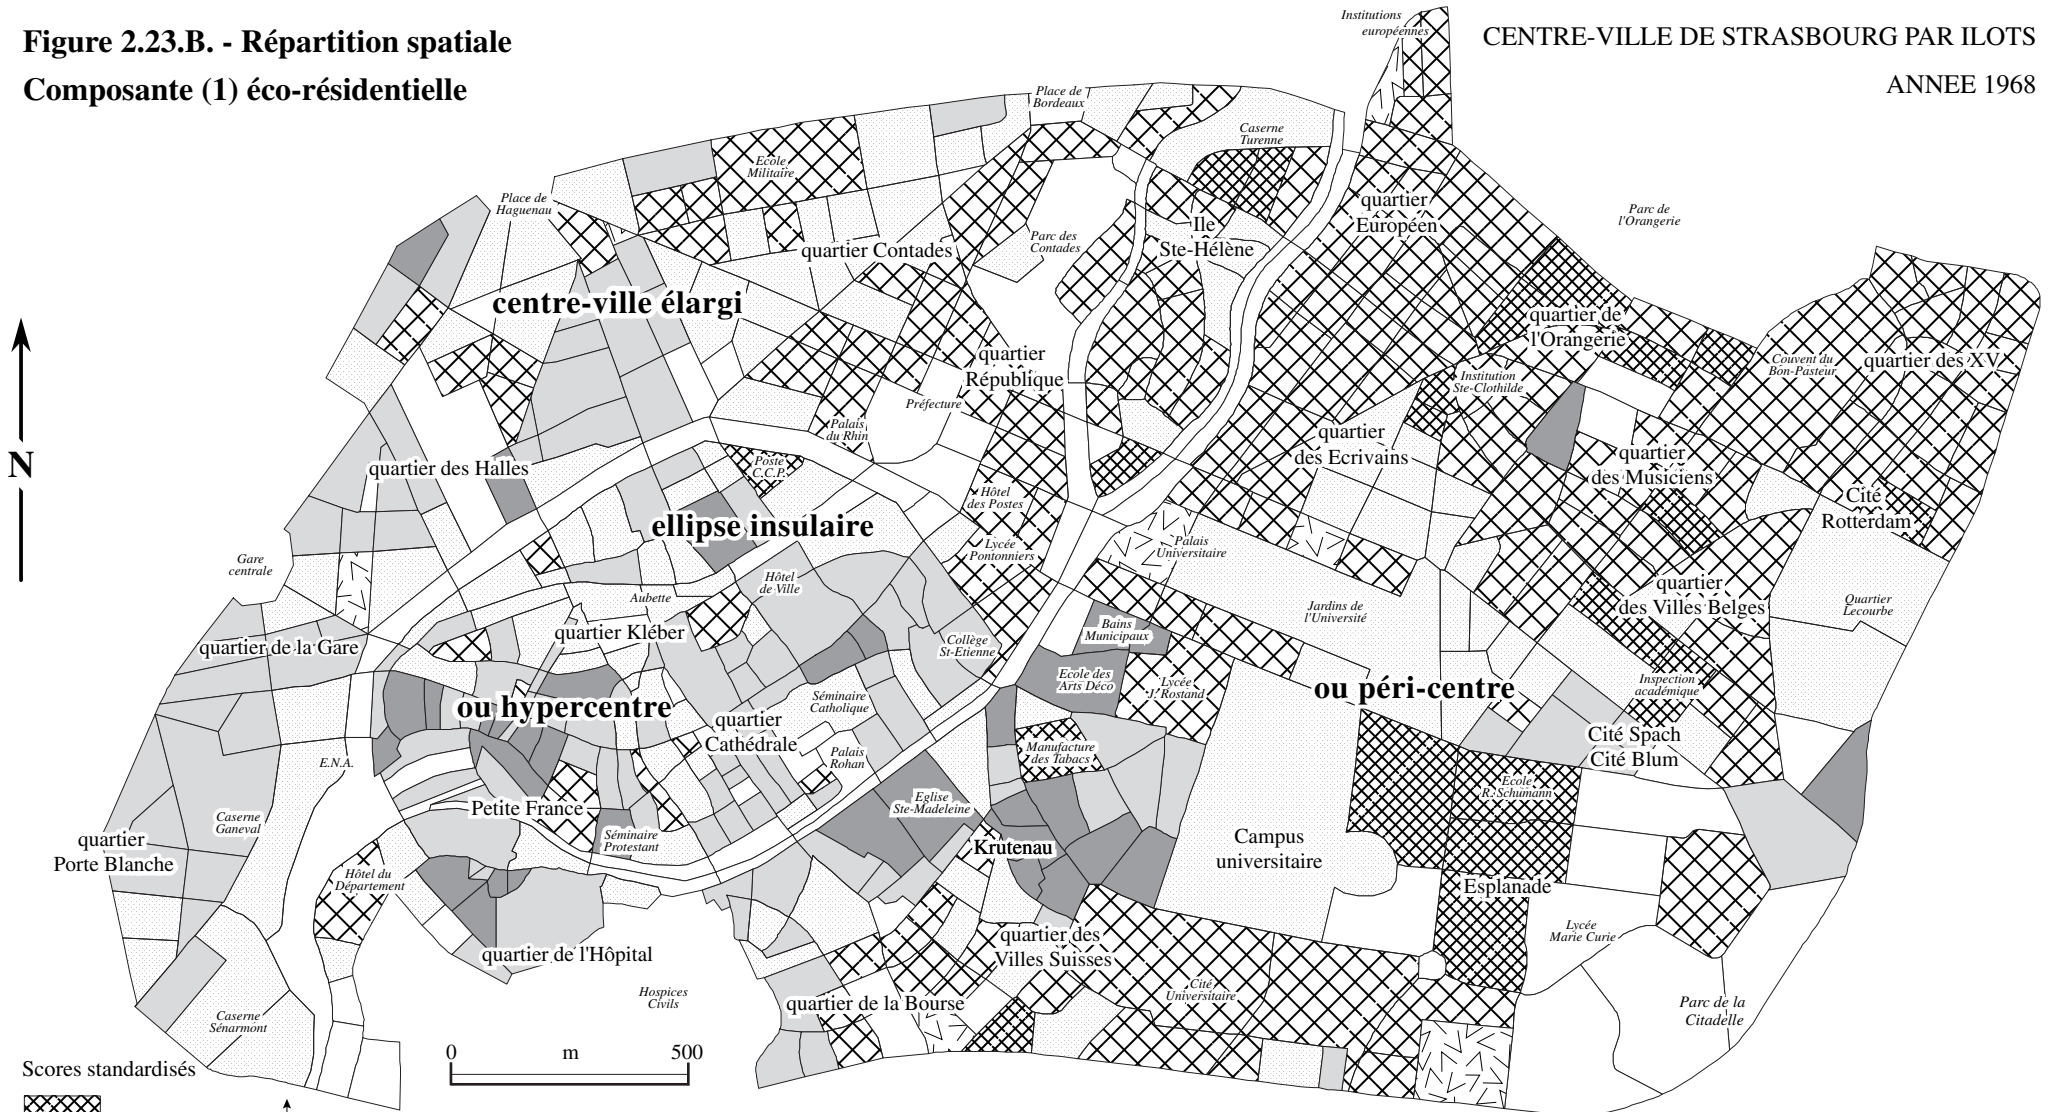 Figure 2.23.B. - Répartition spatiale
Composante (1) éco-résidentielle
CENTRE-VILLE DE STRASBOURG PAR ILOTS
ANNEE 1968
Institutions
européennes
Place de
Bordeaux
Caserne
Turenne
Ecole
Militaire
Place de
Haguenau
quartier
Européen
Parc de
l'Orangerie
Ile
Ste-Hélène
Parc des
Contades
quartier Contades
centre-ville élargi
quartier de
l'Orangerie
quartier
République
Couvent du
Bon-Pasteur
quartier des XV
Institution
Ste-Clothilde
Préfecture
Palais
du Rhin
quartier
des Ecrivains
N
quartier des Halles
Poste
C.C.P.
quartier
des Musiciens
Hôtel
des Postes
Cité
Rotterdam
ellipse insulaire
Lycée
Pontonniers
Palais
Universitaire
Gare
centrale
Hôtel
de Ville
Aubette
quartier
des Villes Belges
Quartier
Lecourbe
Jardins de
l'Université
quartier Kléber
Bains
Municipaux
quartier de la Gare
Collège
St-Etienne
Ecole des
Arts Déco
Lycée
J. Rostand
ou péri-centre
Inspection
académique
ou hypercentre
Séminaire
Catholique
quartier
Cathédrale
Cité Spach
Cité Blum
Manufacture
des Tabacs
Palais
Rohan
E.N.A.
Ecole
R. Schumann
Petite France
Eglise
Ste-Madeleine
Caserne
Ganeval
quartier
Porte Blanche
Séminaire
Protestant
Krutenau
Campus
universitaire
Hôtel du
Département
Esplanade
Lycée
Marie Curie
quartier des
Villes Suisses
quartier de l'Hôpital
Cité
Universitaire
Hospices
Civils
quartier de la Bourse
Parc de la
Citadelle
Caserne
Sénarmont
0 m 500
Scores standardisés